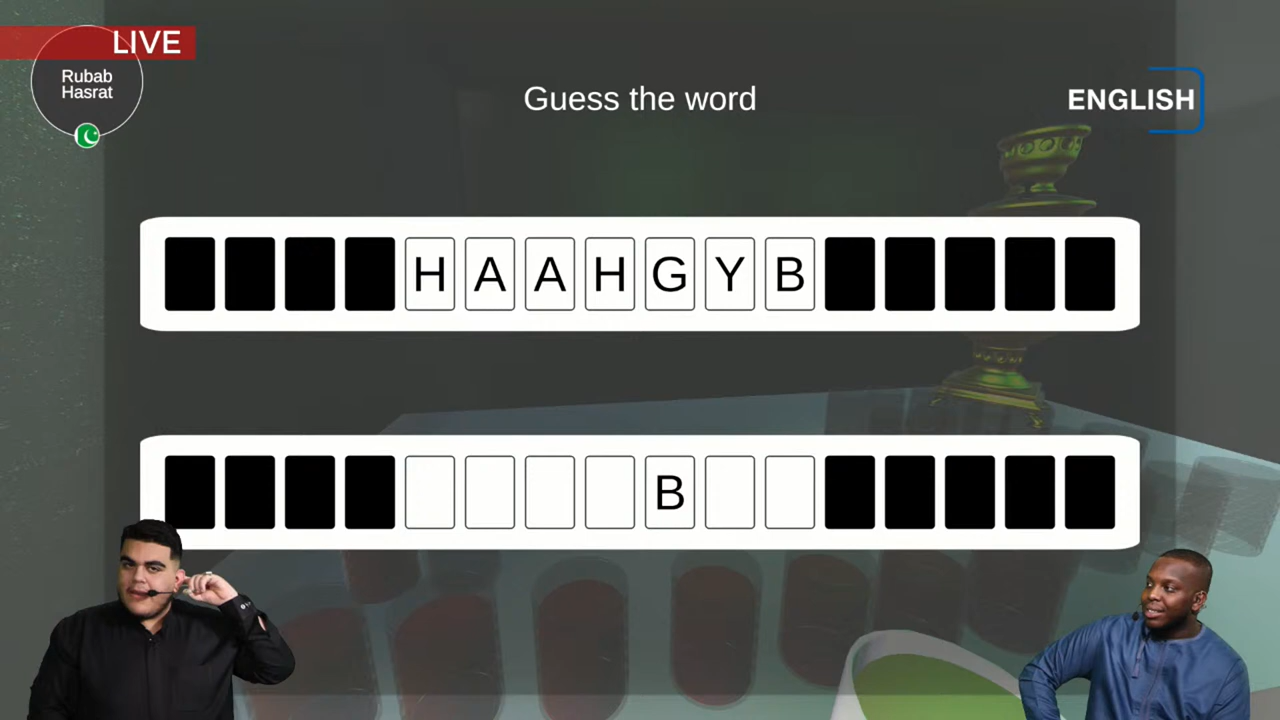 LIVE
Rubab
Hasrat
Guess the word
ENGLISH
H A A H G Y B
B